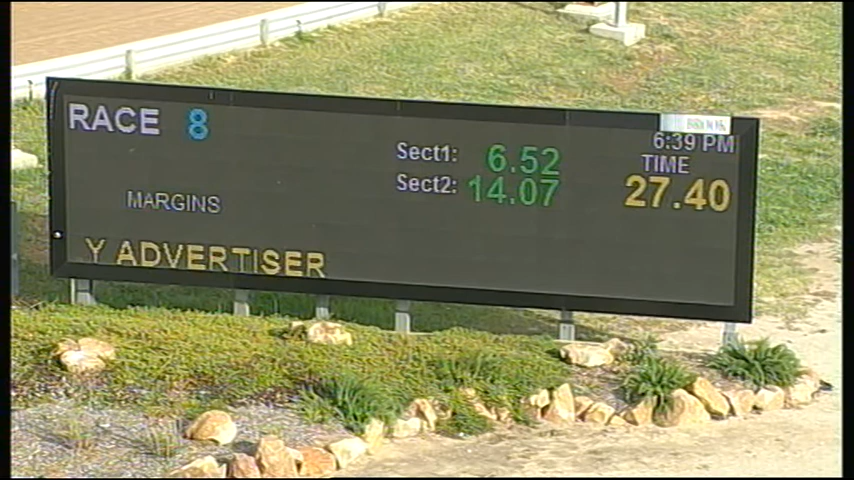 RACE 8
6:39 PM
Sect1: 6.52
TIME
Sect2: 14.07
27.40
MARGINS
Y ADVERTISER